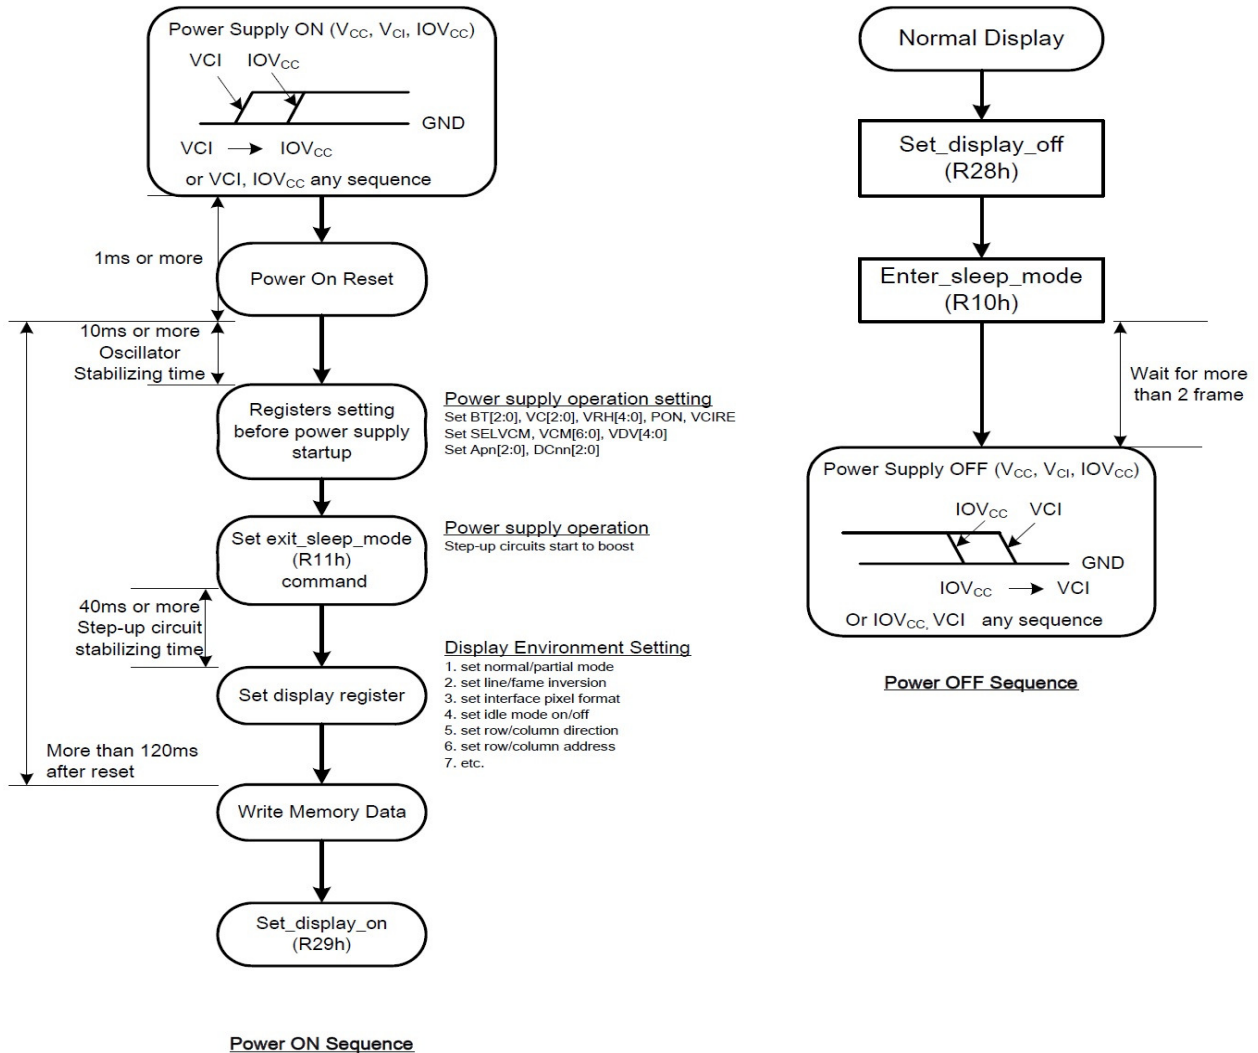 Power Supply ON (VCC, VCI, IOVCC)
VCI IOVCC
GND
VCI IOVCC
or VCI, IOVCC any sequence
1ms or more
Power On Reset
10ms or more
Oscillator
Stabilizing time
Registers setting
before power supply
startup
Power supply operation setting
Set BT[2:0], VC[2:0], VRH[4:0], PON, VCIRE
Set SELVCM, VCM[6:0], VDV[4:0]
Set Apn[2:0], DCnn[2:0]
Set exit_sleep_mode
(R11h)
command
Power supply operation
Step-up circuits start to boost
40ms or more
Step-up circuit
stabilizing time
Set display register
Display Environment Setting
1. set normal/partial mode
2. set line/fame inversion
3. set interface pixel format
4. set idle mode on/off
5. set row/column direction
6. set row/column address
7. etc.
More than 120ms
after reset
Write Memory Data
Set_display_on
(R29h)
Power ON Sequence
Normal Display
Set_display_off
(R28h)
Enter_sleep_mode
(R10h)
Wait for more
than 2 frame
Power Supply OFF (VCC, VCI, IOVCC)
IOVCC VCI
GND
IOVCC VCI
Or IOVCC, VCI any sequence
Power OFF Sequence